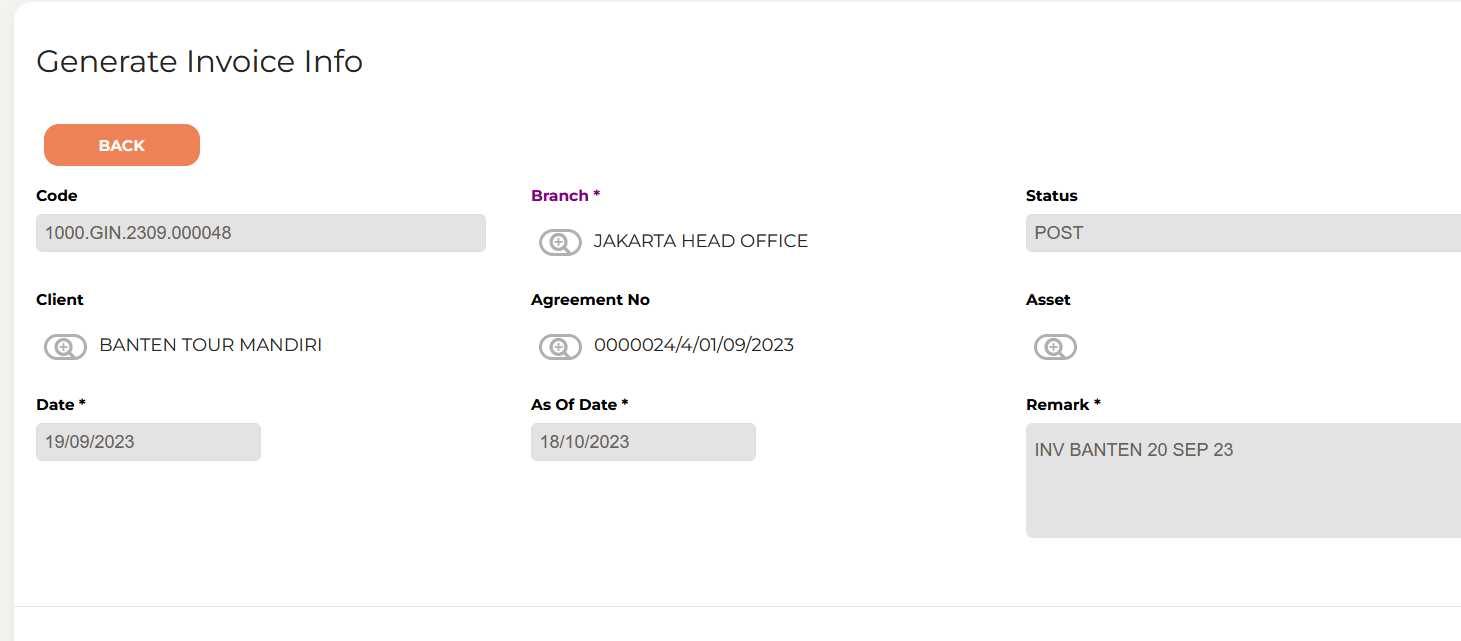 Generate Invoice Info
BACK
Code
Branch *
Status
1000.GIN.2309.000048
JAKARTA HEAD OFFICE
POST
Client
Agreement No
Asset
BANTEN TOUR MANDIRI
0000024/4/01/09/2023
Date *
As Of Date *
Remark *
19/09/2023
18/10/2023
INV BANTEN 20 SEP 23